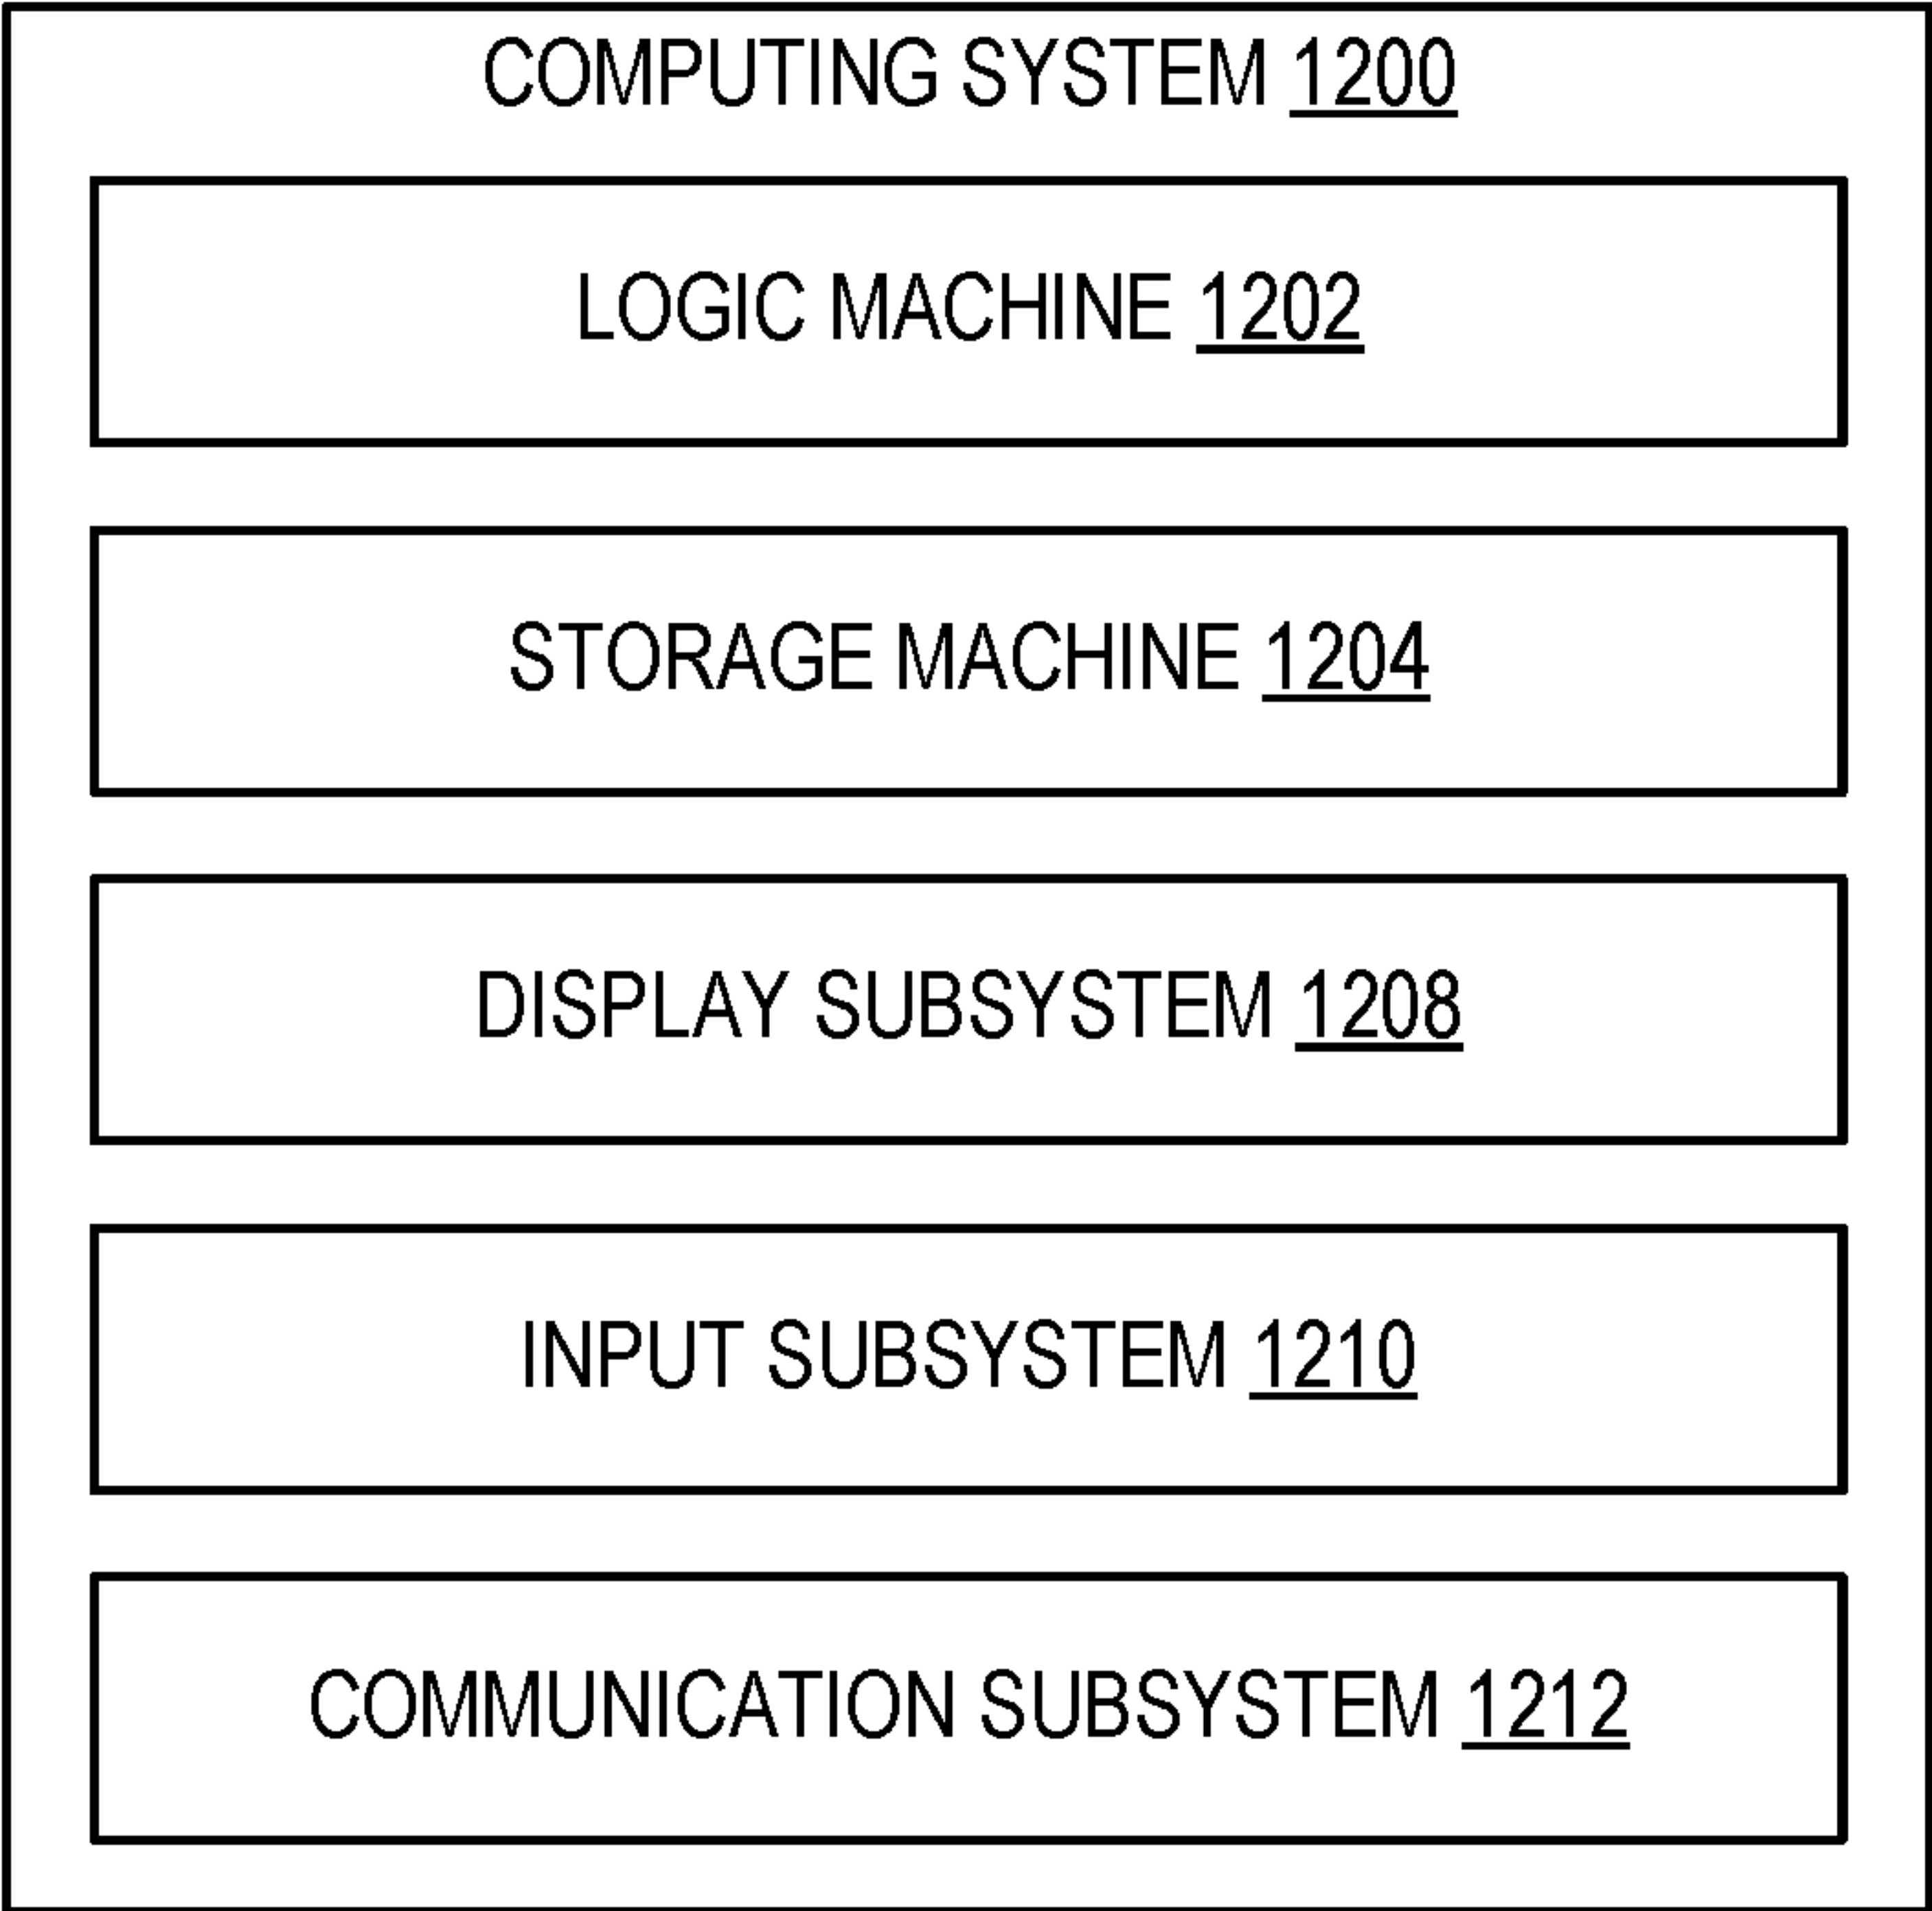 COMPUTING SYSTEM 1200
LOGIC MACHINE 1202
STORAGE MACHINE 1204
DISPLAY SUBSYSTEM 1208
INPUT SUBSYSTEM 1210
COMMUNICATION SUBSYSTEM 1212